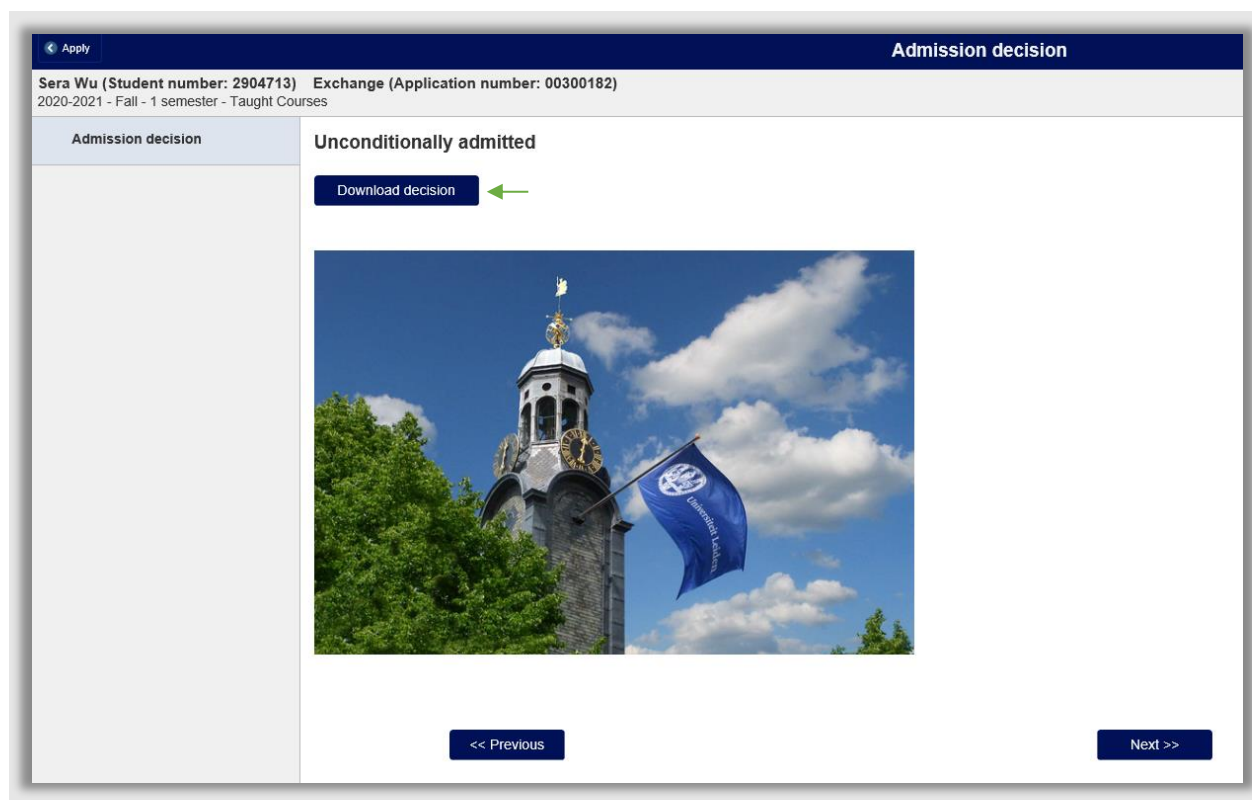 Apply
Admission decision
Sera Wu (Student number: 2904713) Exchange (Application number: 00300182)
2020-2021 - Fall - 1 semester - Taught Courses
Admission decision
Unconditionally admitted
Download decision
Universiteit Leiden
<< Previous
Next >>